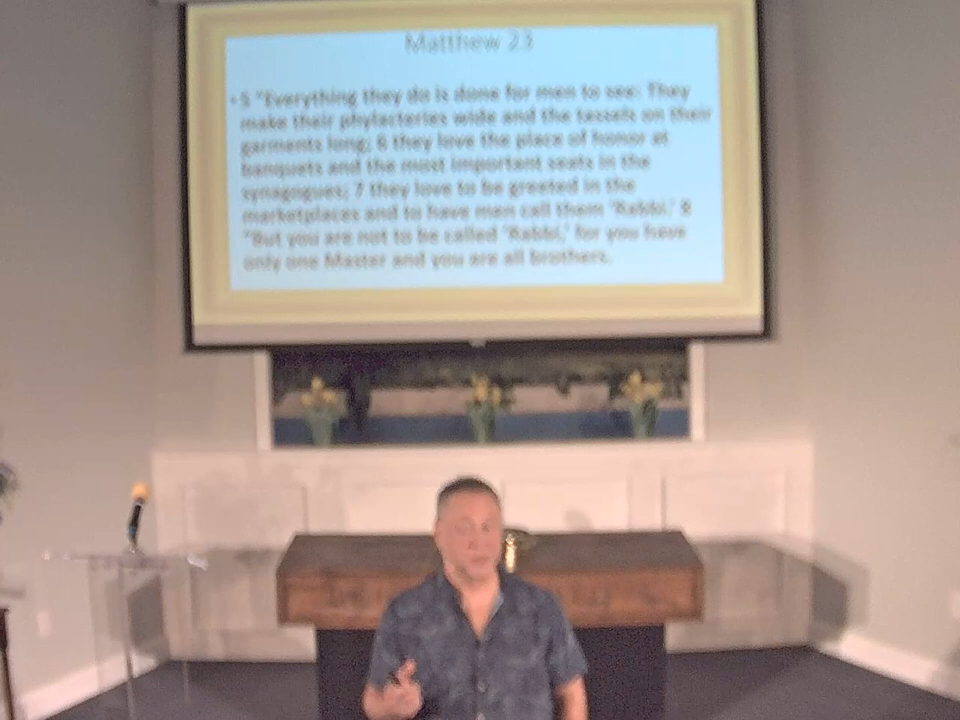 Matthew 23
• 5 "Everything they do is done for men to see: They
make their phylacteries wide and the tassels on their
garments long; 6 they love the place of honor at
banquets and the most important seats in the
synagogues; 7 they love to be greeted in the
marketplaces and to have men call them 'Rabbi.' 8
"But you are not to be called 'Rabbi,' for you have
only one Master and you are all brothers.